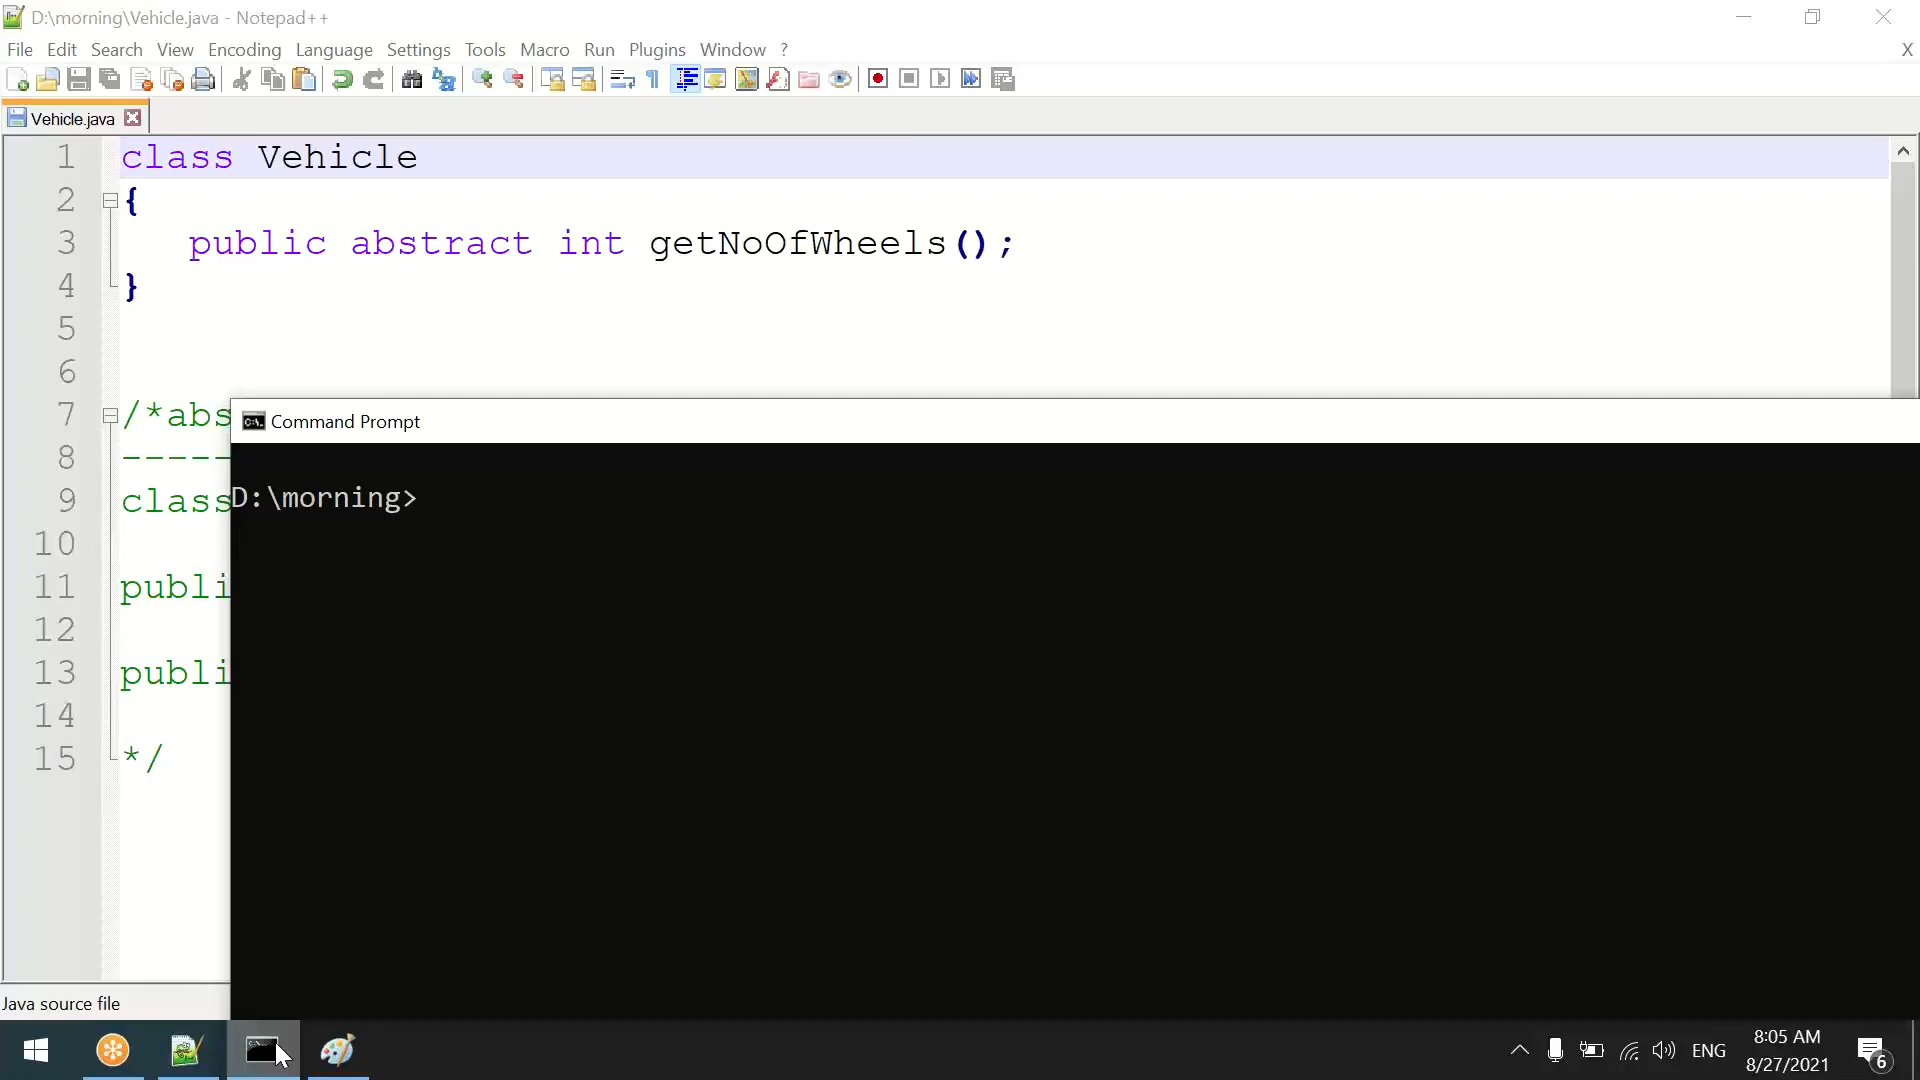 D:\morning\Vehicle.java - Notepad++
File Edit Search View Encoding Language Settings Tools Macro Run Plugins Window ? X
Vehicle.java
1 class Vehicle
2 {
3 public abstract int getNoOfWheels();
4 }
5
6
7 /*abs
8 -----
9 class
10
11 publi
12
13 publi
14
15 */
Command Prompt
D:\morning>
Java source file
ENG
8:05 AM
8/27/2021
6